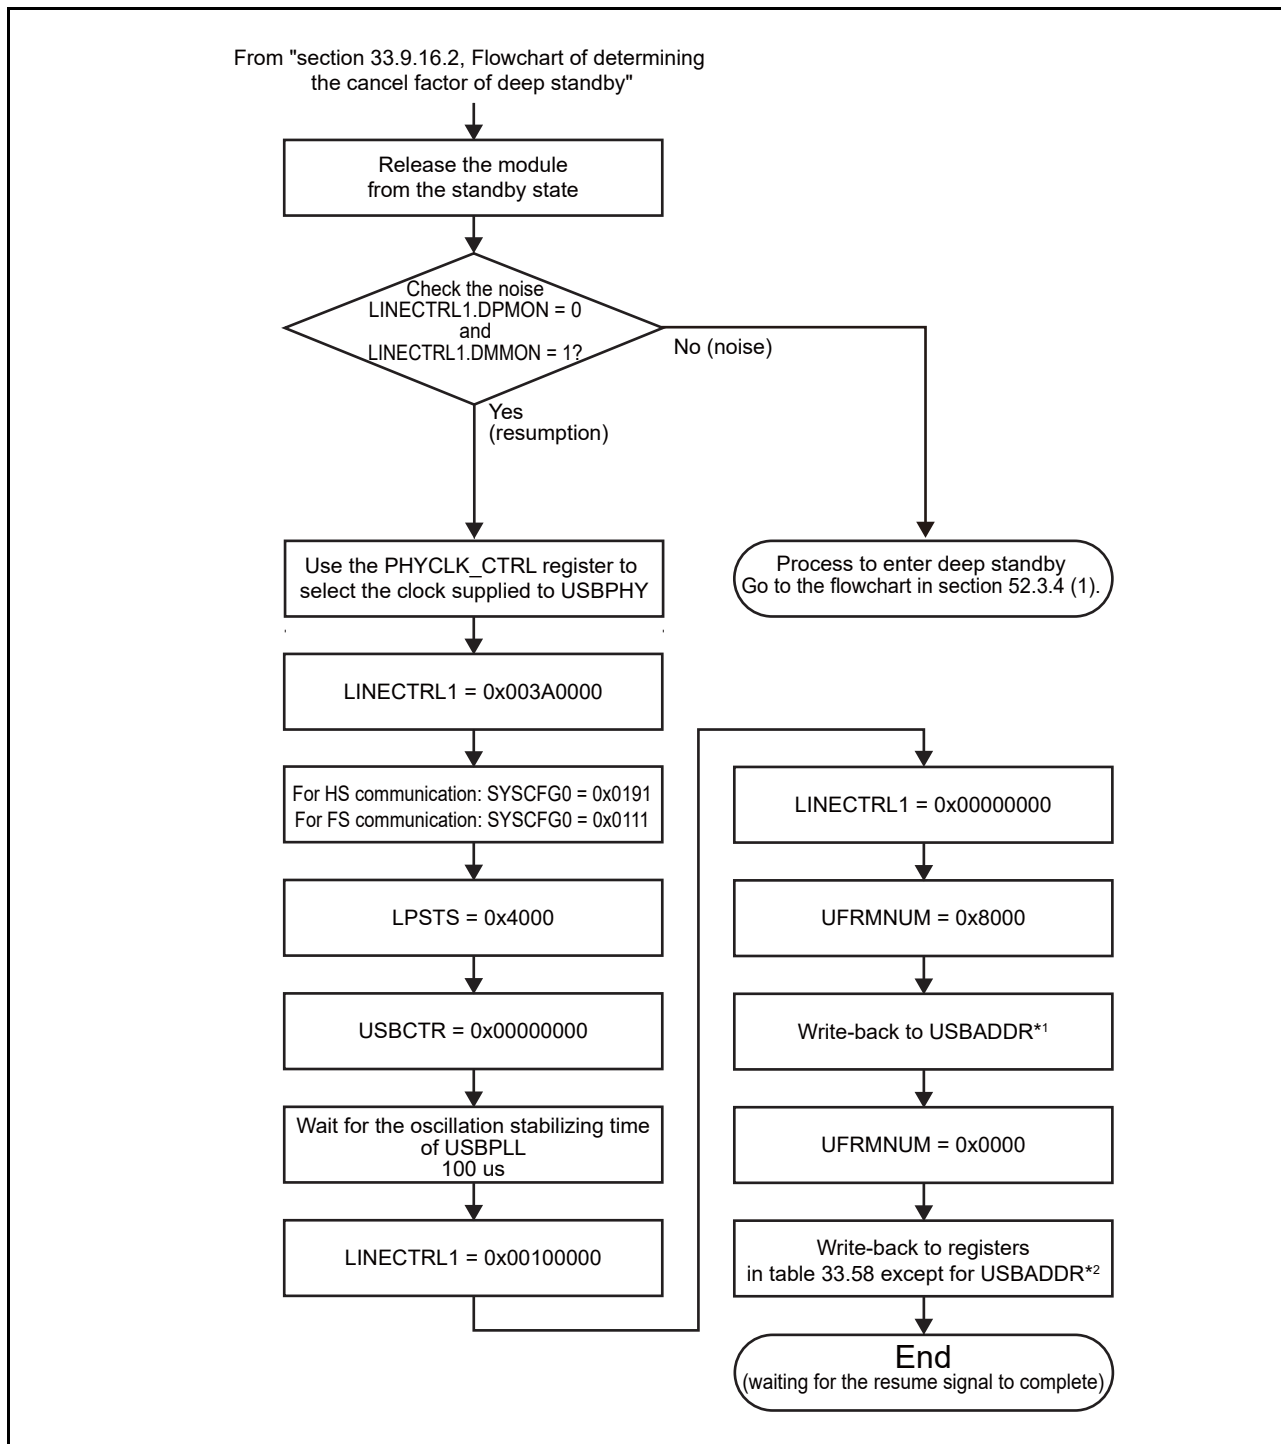 From "section 33.9.16.2, Flowchart of determining
the cancel factor of deep standby"
Release the module
from the standby state
Check the noise
LINECTRL1.DPMON = 0
and
LINECTRL1.DMMON = 1?
No (noise)
Yes
(resumption)
Process to enter deep standby
Go to the flowchart in section 52.3.4 (1).
Use the PHYCLK_CTRL register to
select the clock supplied to USBPHY
LINECTRL1 = 0x003A0000
For HS communication: SYSCFG0 = 0x0191
For FS communication: SYSCFG0 = 0x0111
LPSTS = 0x4000
USBCTR = 0x00000000
Wait for the oscillation stabilizing time
of USBPLL
100 us
LINECTRL1 = 0x00100000
LINECTRL1 = 0x00000000
UFRMNUM = 0x8000
Write-back to USBADDR*1
UFRMNUM = 0x0000
Write-back to registers
in table 33.58 except for USBADDR*2
End
(waiting for the resume signal to complete)